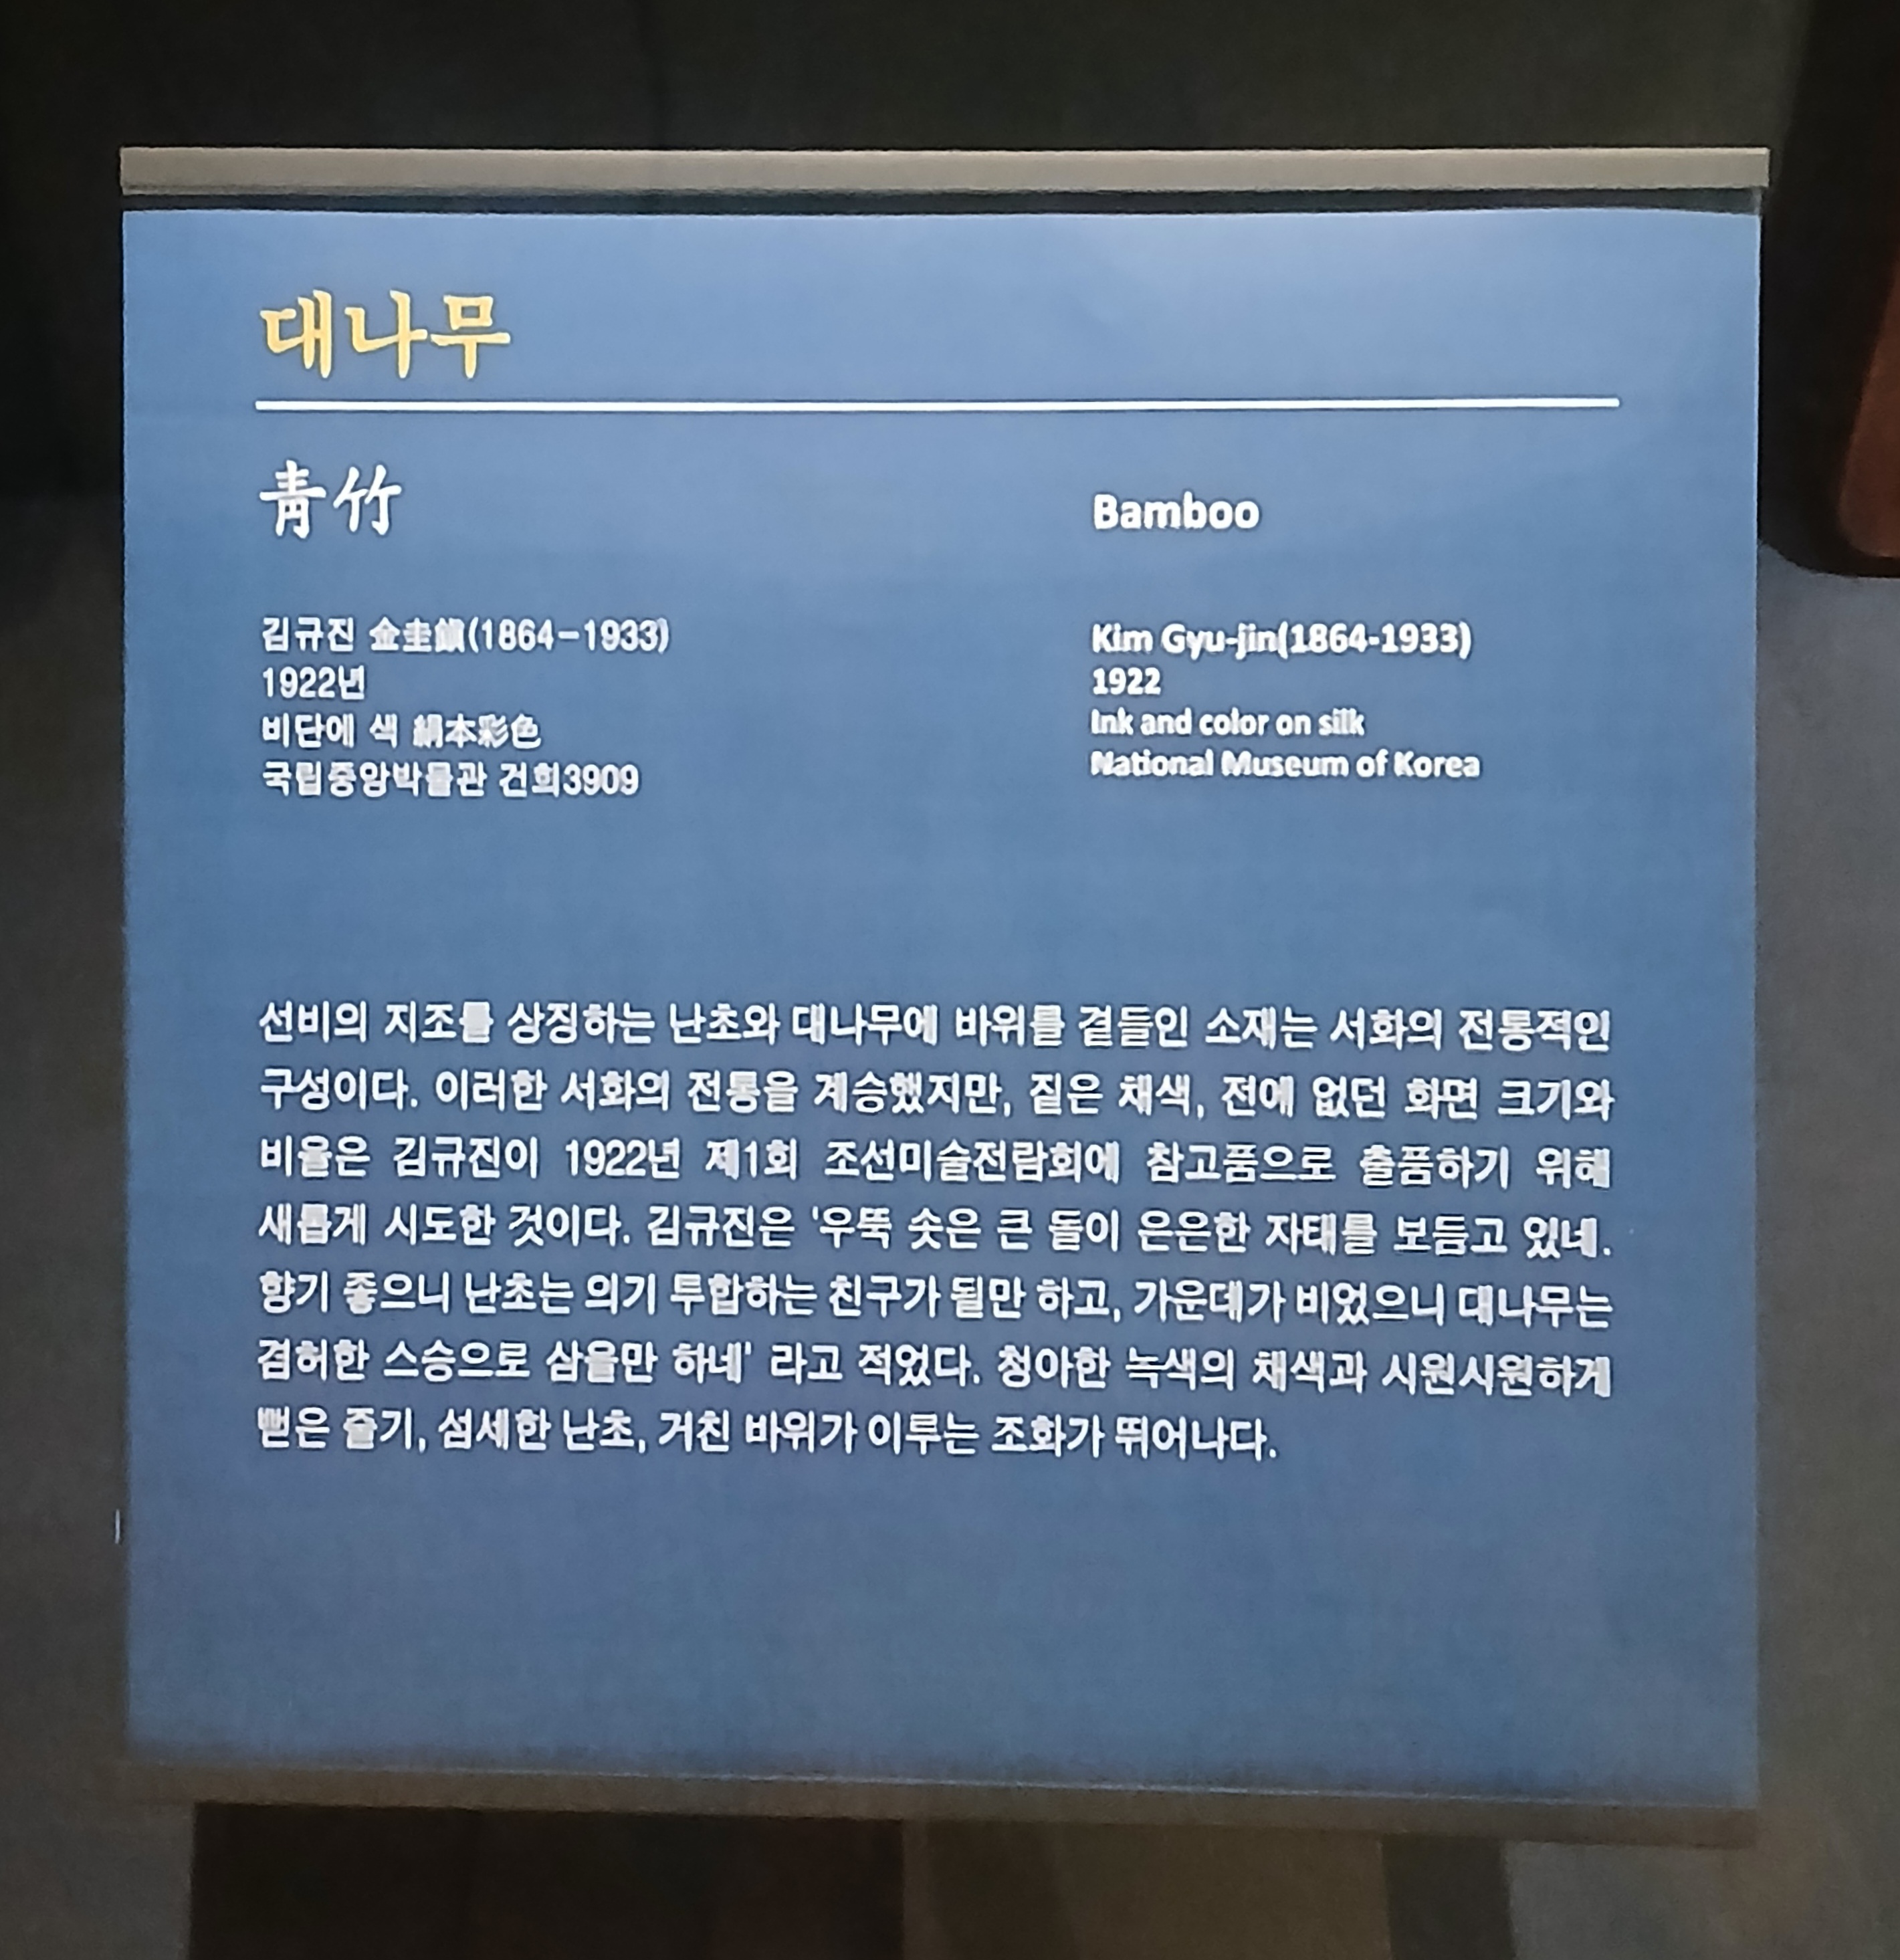 대나무
靑竹
Bamboo
김규진 金圭鎭(1864-1933)
1922년
비단에 색 絹本彩色
국립중앙박물관 건희3909
Kim Gyu-jin(1864-1933)
1922
Ink and color on silk
National Museum of Korea
선비의 지조를 상징하는 난초와 대나무에 바위를 곁들인 소재는 서화의 전통적인
구성이다. 이러한 서화의 전통을 계승했지만, 짙은 채색, 전에 없던 화면 크기와
비율은 김규진이 1922년 제1회 조선미술전람회에 참고품으로 출품하기 위해
새롭게 시도한 것이다. 김규진은 '우뚝 솟은 큰 돌이 은은한 자태를 보듬고 있네.
향기 좋으니 난초는 의기 투합하는 친구가 될만 하고, 가운데가 비었으니 대나무는
겸허한 스승으로 삼을만 하네' 라고 적었다. 청아한 녹색의 채색과 시원시원하게
뻗은 줄기, 섬세한 난초, 거친 바위가 이루는 조화가 뛰어나다.